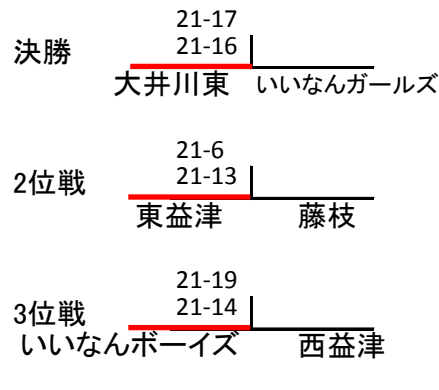 21-17
決勝 21-16
大井川東 いいなんガールズ
21-6
2位戦 21-13
東益津 藤枝
21-19
3位戦 21-14
いいなんボーイズ 西益津